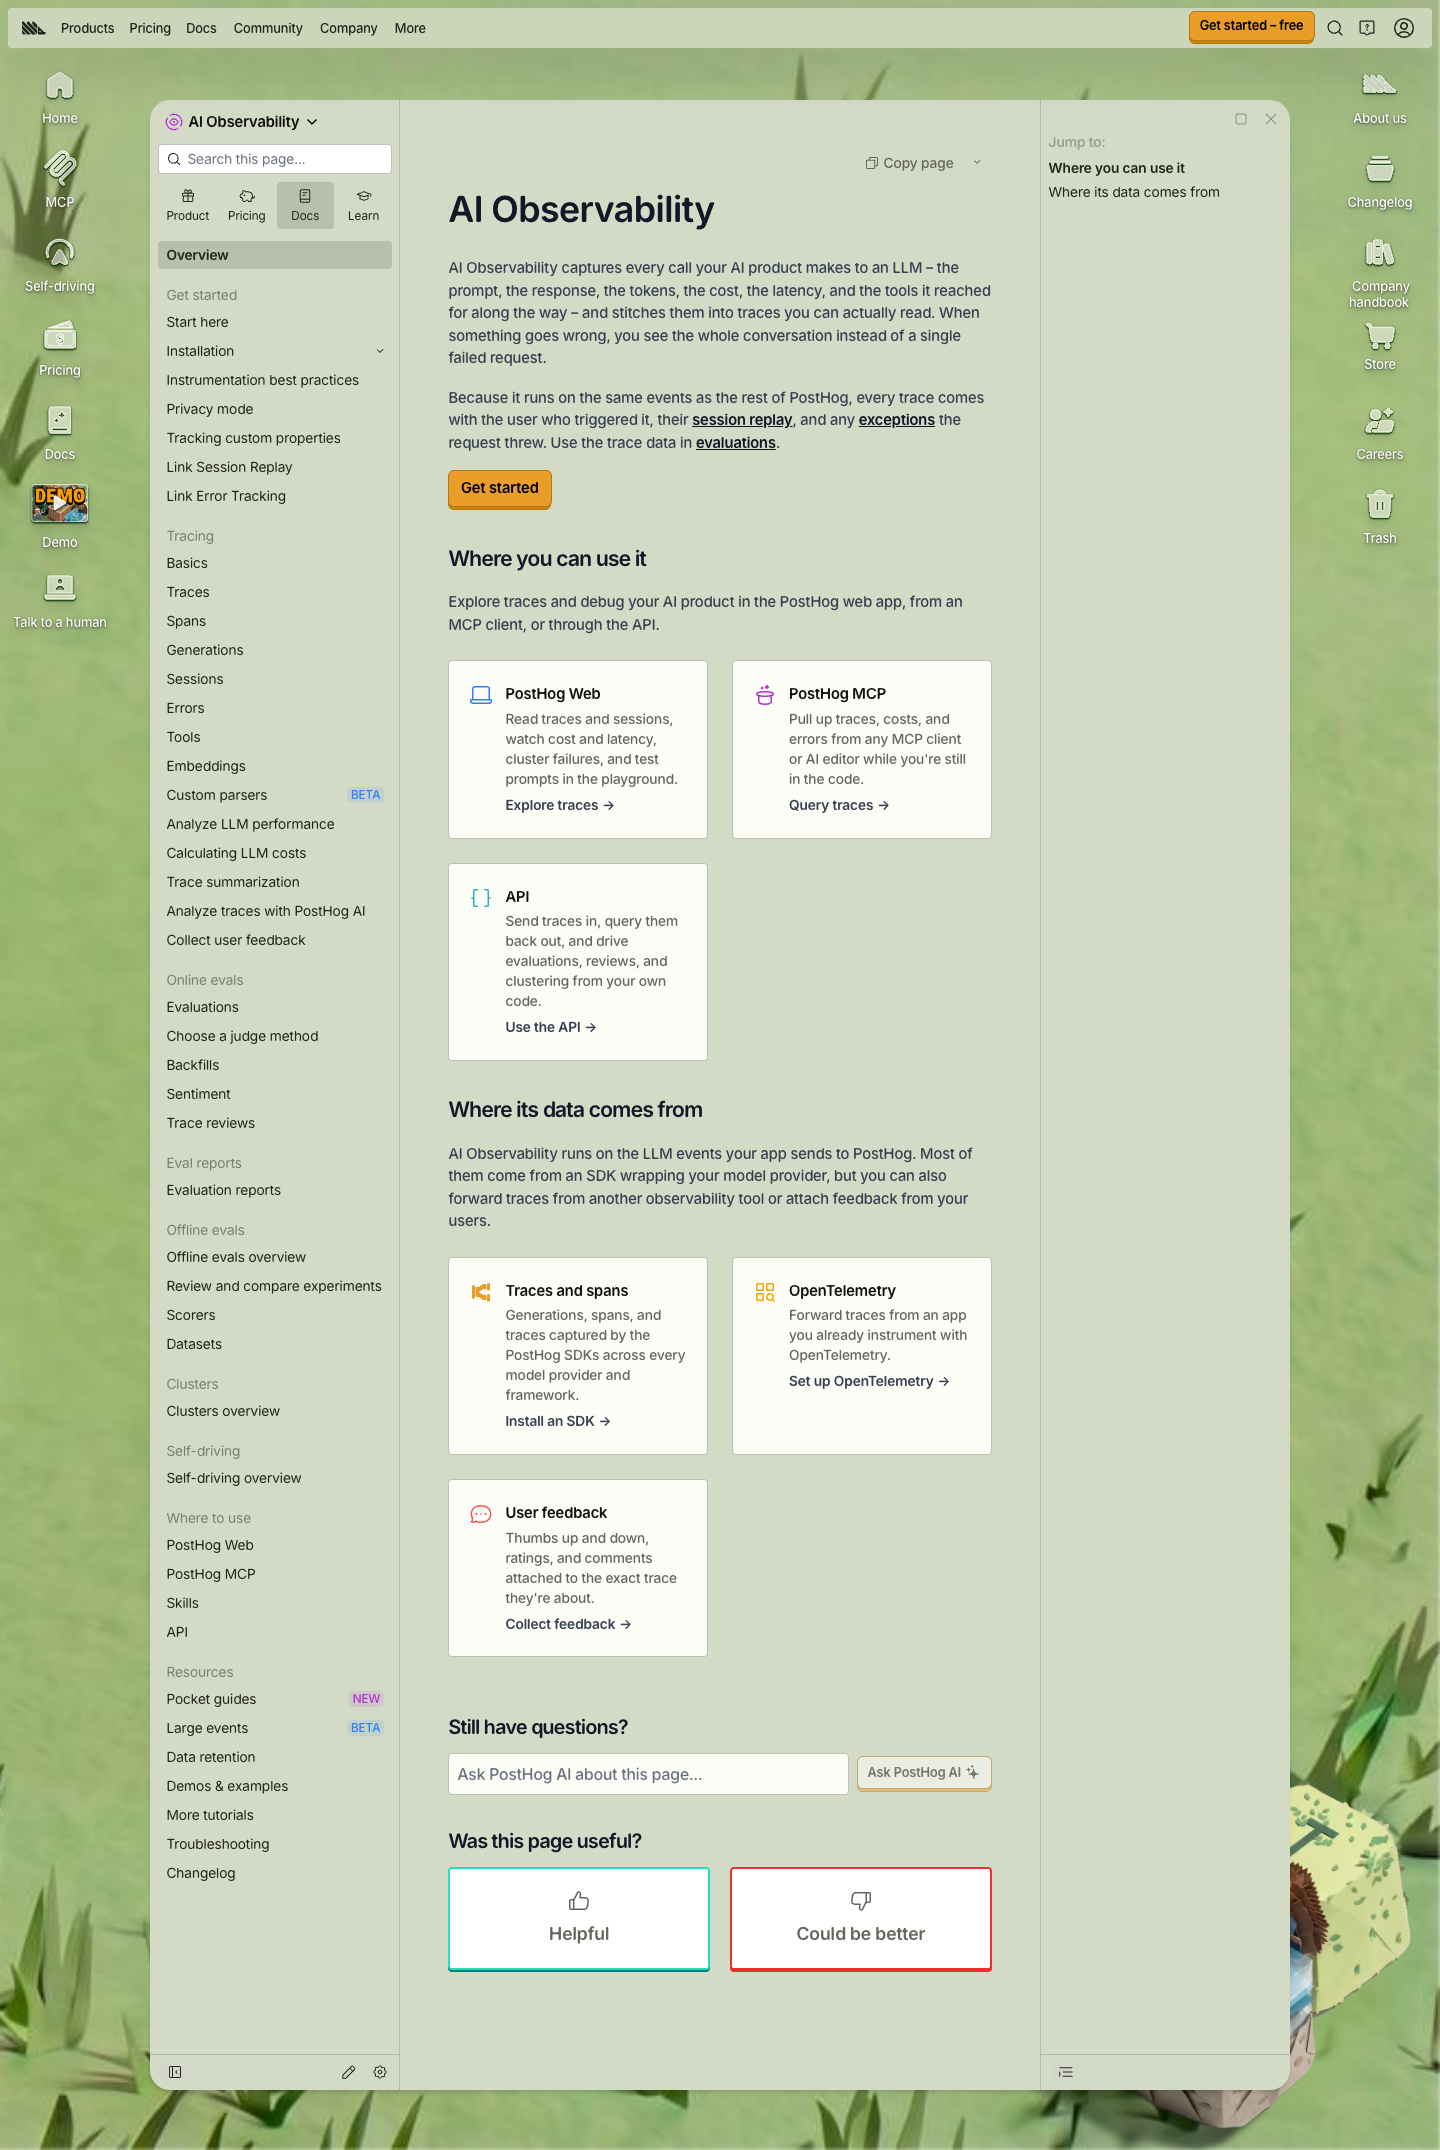 Products Pricing Docs Community Company More
Get started – free
Home
MCP
Self-driving
Pricing
Docs
DEMO
Demo
Talk to a human
AI Observability
Search this page...
Product Pricing Docs Learn
Overview
Get started
Start here
Installation
Instrumentation best practices
Privacy mode
Tracking custom properties
Link Session Replay
Link Error Tracking
Tracing
Basics
Traces
Spans
Generations
Sessions
Errors
Tools
Embeddings
Custom parsers BETA
Analyze LLM performance
Calculating LLM costs
Trace summarization
Analyze traces with PostHog AI
Collect user feedback
Online evals
Evaluations
Choose a judge method
Backfills
Sentiment
Trace reviews
Eval reports
Evaluation reports
Offline evals
Offline evals overview
Review and compare experiments
Scorers
Datasets
Clusters
Clusters overview
Self-driving
Self-driving overview
Where to use
PostHog Web
PostHog MCP
Skills
API
Resources
Pocket guides NEW
Large events BETA
Data retention
Demos & examples
More tutorials
Troubleshooting
Changelog
Copy page
AI Observability
AI Observability captures every call your AI product makes to an LLM – the
prompt, the response, the tokens, the cost, the latency, and the tools it reached
for along the way – and stitches them into traces you can actually read. When
something goes wrong, you see the whole conversation instead of a single
failed request.
Because it runs on the same events as the rest of PostHog, every trace comes
with the user who triggered it, their session replay, and any exceptions the
request threw. Use the trace data in evaluations.
Get started
Where you can use it
Explore traces and debug your AI product in the PostHog web app, from an
MCP client, or through the API.
PostHog Web
Read traces and sessions,
watch cost and latency,
cluster failures, and test
prompts in the playground.
Explore traces →
PostHog MCP
Pull up traces, costs, and
errors from any MCP client
or AI editor while you're still
in the code.
Query traces →
API
Send traces in, query them
back out, and drive
evaluations, reviews, and
clustering from your own
code.
Use the API →
Where its data comes from
AI Observability runs on the LLM events your app sends to PostHog. Most of
them come from an SDK wrapping your model provider, but you can also
forward traces from another observability tool or attach feedback from your
users.
Traces and spans
Generations, spans, and
traces captured by the
PostHog SDKs across every
model provider and
framework.
Install an SDK →
OpenTelemetry
Forward traces from an app
you already instrument with
OpenTelemetry.
Set up OpenTelemetry →
User feedback
Thumbs up and down,
ratings, and comments
attached to the exact trace
they're about.
Collect feedback →
Still have questions?
Ask PostHog AI about this page...
Ask PostHog AI
Was this page useful?
Helpful
Could be better
Jump to:
Where you can use it
Where its data comes from
About us
Changelog
Company
handbook
Store
Careers
Trash